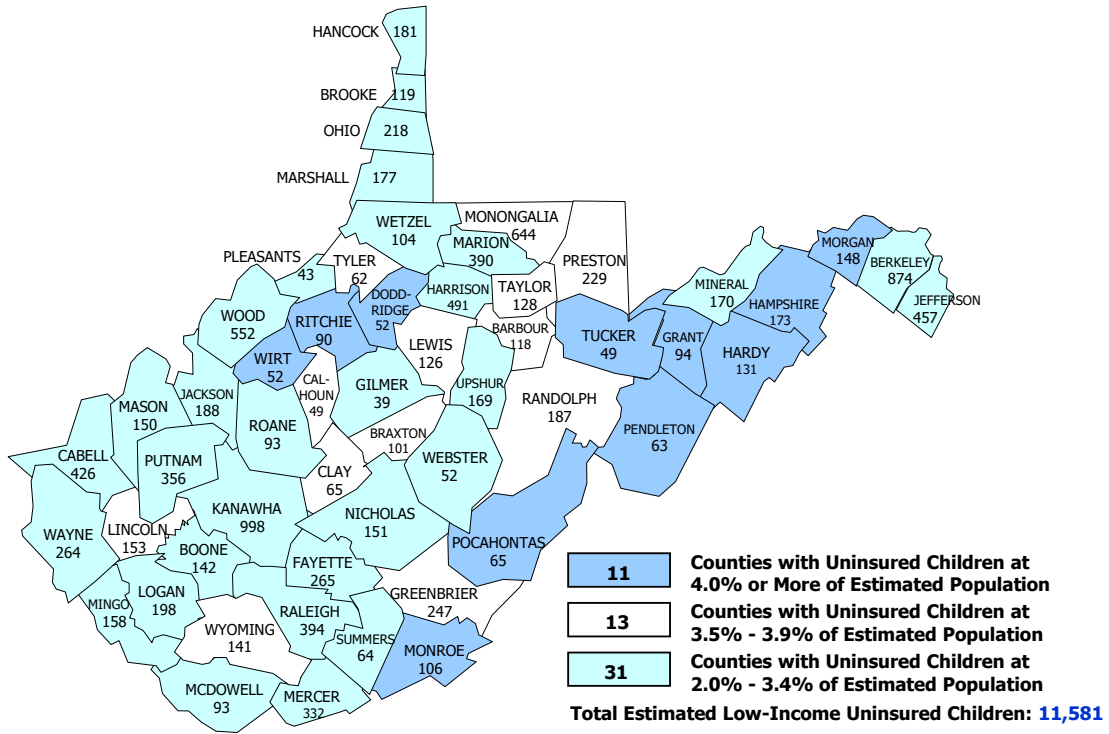 HANCOCK 181
BROOKE 119
OHIO 218
MARSHALL 177
WETZEL
104
MONONGALIA
644
MARION
390
PRESTON
229
PLEASANTS
43
TYLER
62
DODD-
RIDGE
52
HARRISON
491
TAYLOR
128
BARBOUR
118
MORGAN
148
BERKELEY
874
JEFFERSON
457
MINERAL
170
HAMPSHIRE
173
WOOD
552
RITCHIE
90
WIRT
52
LEWIS
126
TUCKER
49
GRANT
94
HARDY
131
CAL-
HOUN
49
GILMER
39
UPSHUR
169
RANDOLPH
187
PENDLETON
63
JACKSON
188
MASON
150
ROANE
93
BRAXTON
101
CABELL
426
PUTNAM
356
CLAY
65
WEBSTER
52
KANAWHA
998
NICHOLAS
151
WAYNE
264
LINCOLN
153
BOONE
142
POCAHONTAS
65
FAYETTE
265
LOGAN
198
MINGO
158
GREENBRIER
247
WYOMING
141
RALEIGH
394
SUMMERS
64
MONROE
106
MCDOWELL
93
MERCER
332
11 Counties with Uninsured Children at
4.0% or More of Estimated Population
13 Counties with Uninsured Children at
3.5% - 3.9% of Estimated Population
31 Counties with Uninsured Children at
2.0% - 3.4% of Estimated Population
Total Estimated Low-Income Uninsured Children: 11,581